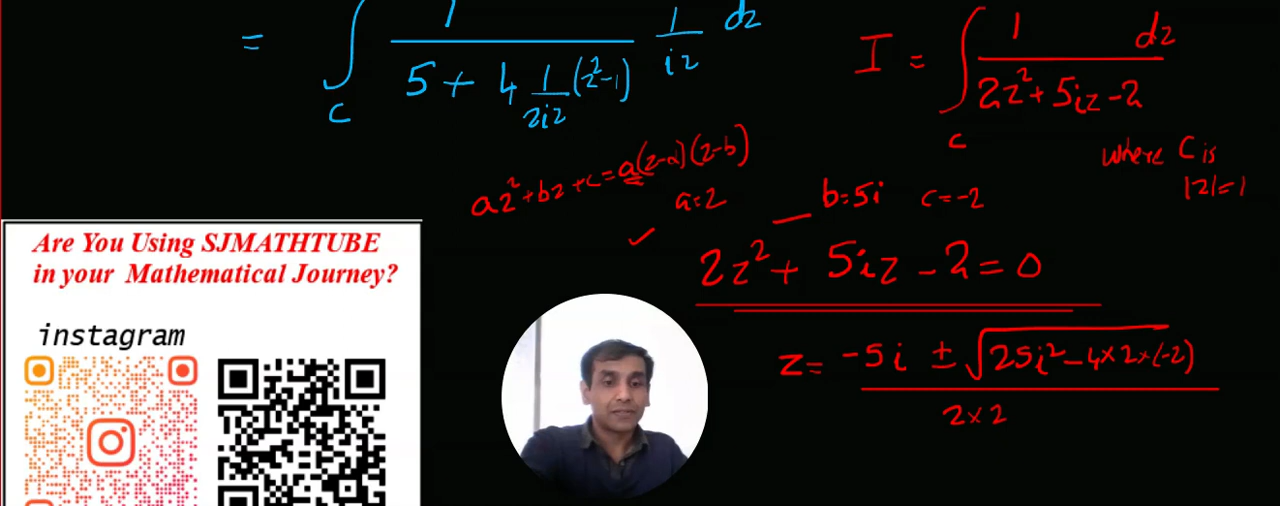 = ∫_C 1/(5 + 4 1/(2iz) (z²-1)) 1/(iz) dz
I = ∫_C 1/(2z²+5iz-2) dz
where C is
|z|=1
az²+bz+c=a(z-a)(z-b)
a=2 b=5i c=-2
✓ 2z²+ 5iz - 2 = 0
z = (-5i ± √(25i²-4×2×(-2)))/(2×2)
Are You Using SJMATHTUBE
in your Mathematical Journey?
instagram